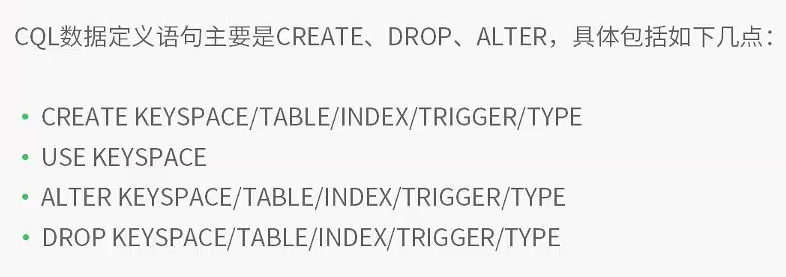 CQL数据定义语句主要是CREATE、DROP、ALTER，具体包括如下几点：
• CREATE KEYSPACE/TABLE/INDEX/TRIGGER/TYPE
• USE KEYSPACE
• ALTER KEYSPACE/TABLE/INDEX/TRIGGER/TYPE
• DROP KEYSPACE/TABLE/INDEX/TRIGGER/TYPE